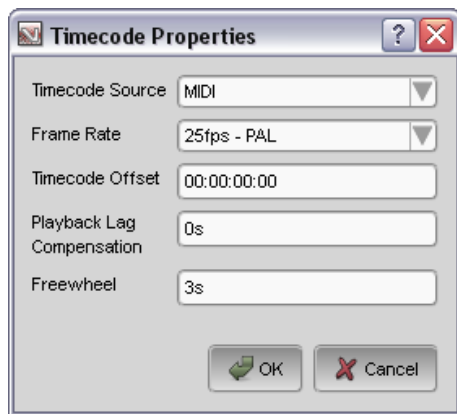 Timecode Properties
?
Timecode Source MIDI
Frame Rate 25fps - PAL
Timecode Offset 00:00:00:00
Playback Lag
Compensation 0s
Freewheel 3s
OK Cancel